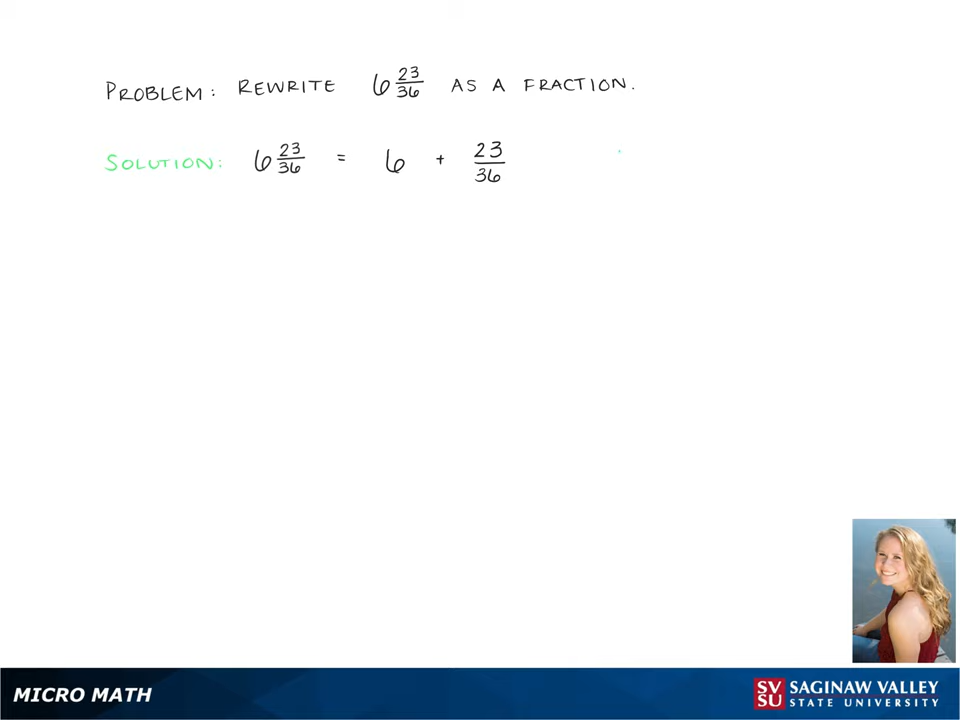 PROBLEM: REWRITE 6 23/36 AS A FRACTION.
SOLUTION: 6 23/36 = 6 + 23/36
MICRO MATH
SVSU SAGINAW VALLEY
STATE UNIVERSITY